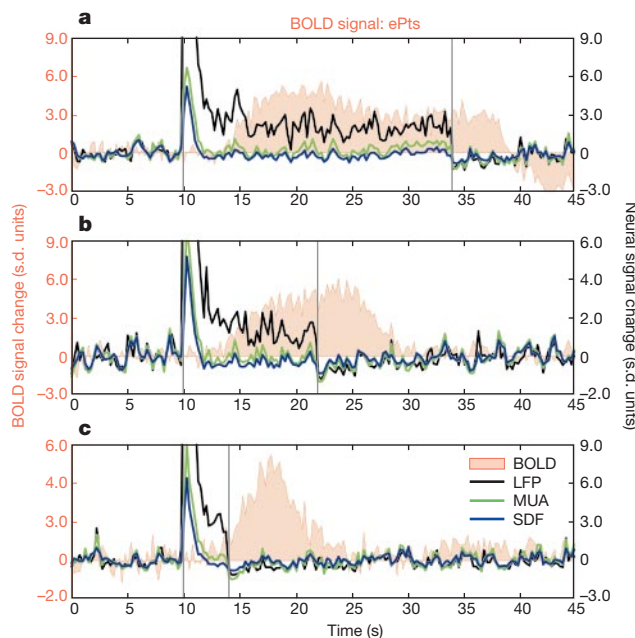 BOLD signal: ePts
a
9.0 9.0
6.0 6.0
3.0 3.0
0 0
−3.0 −3.0
0 5 10 15 20 25 30 35 40 45
b
9.0 6.0
6.0 4.0
3.0 2.0
0 0
−3.0 −2.0
0 5 10 15 20 25 30 35 40 45
c
6.0 9.0
6.0
3.0 3.0
0 0
−2.0 −3.0
0 5 10 15 20 25 30 35 40 45
BOLD
LFP
MUA
SDF
Time (s)
BOLD signal change (s.d. units)
Neural signal change (s.d. units)